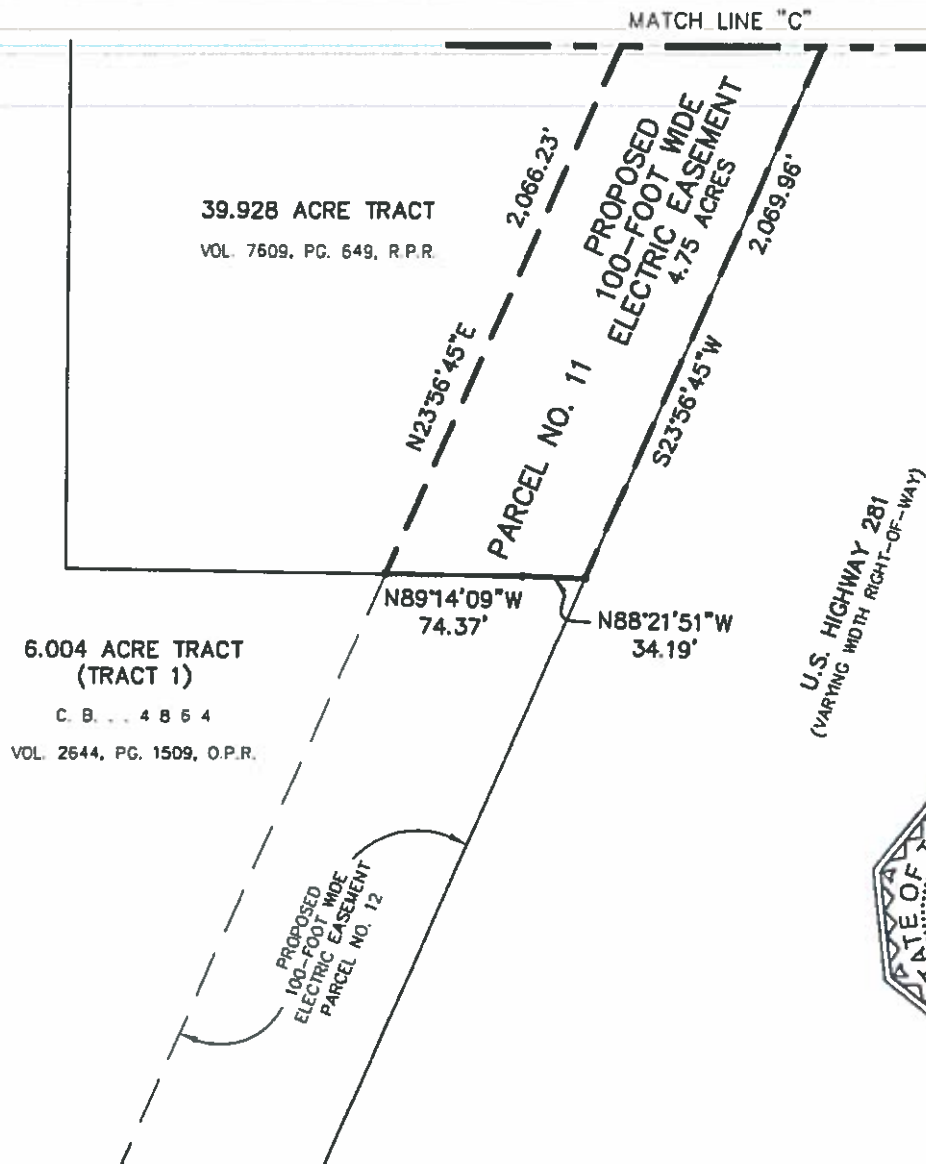 MATCH LINE "C"
39.928 ACRE TRACT
VOL. 7609, PG. 649, R.P.R.
2,066.23'
N23°56'45"E
PROPOSED
100-FOOT WIDE
ELECTRIC EASEMENT
4.75 ACRES
PARCEL NO. 11
2,069.96'
S23°56'45"W
U.S. HIGHWAY 281
(VARYING WIDTH RIGHT-OF-WAY)
N89°14'09"W
74.37'
N88°21'51"W
34.19'
6.004 ACRE TRACT
(TRACT 1)
C. B. . . 4 8 6 4
VOL. 2644, PG. 1509, O.P.R.
PROPOSED
100-FOOT WIDE
ELECTRIC EASEMENT
PARCEL NO. 12
ATE OF